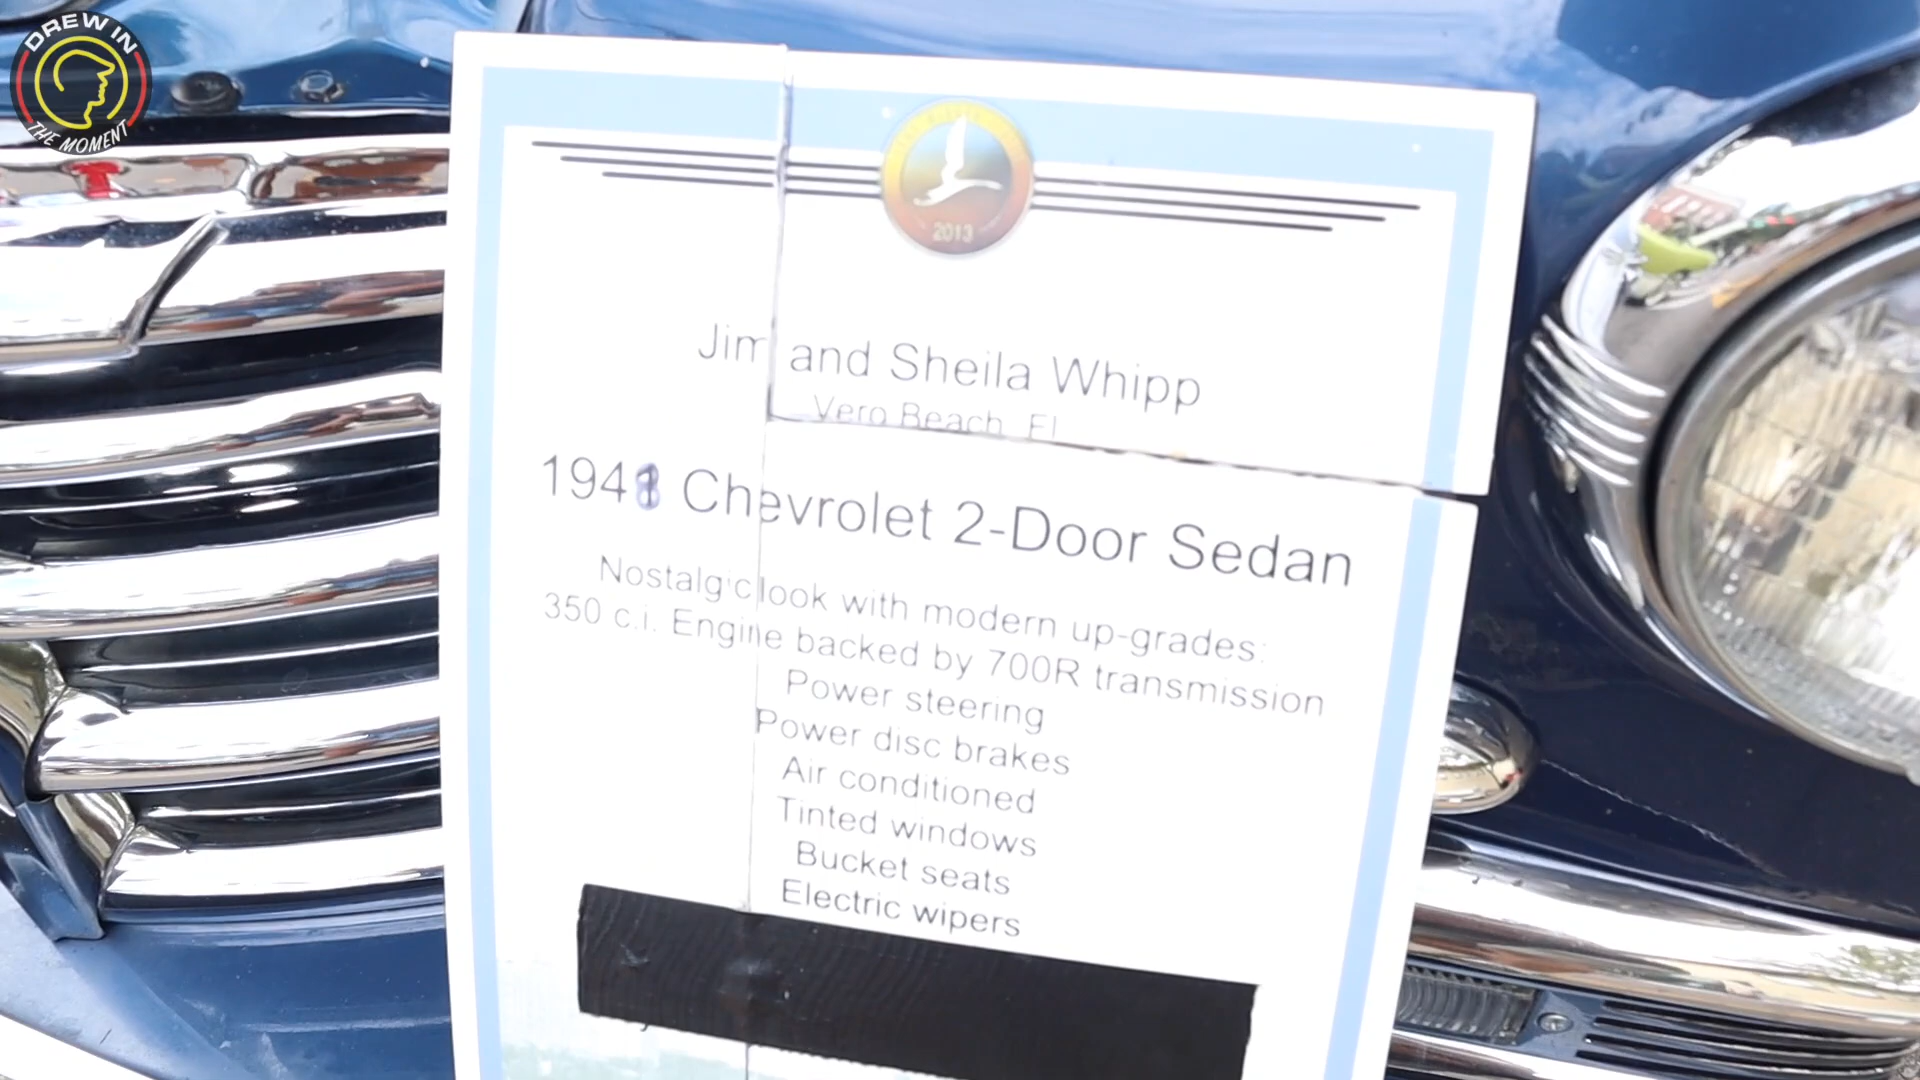 DREW IN
THE MOMENT
2013
Jim and Sheila Whipp
Vero Beach, Fl
Chevrolet 2-Door Sedan
Nostalgic look with modern up-grades:
350 c.i. Engine backed by 700R transmission
Power steering
Power disc brakes
Air conditioned
Tinted windows
Bucket seats
Electric wipers